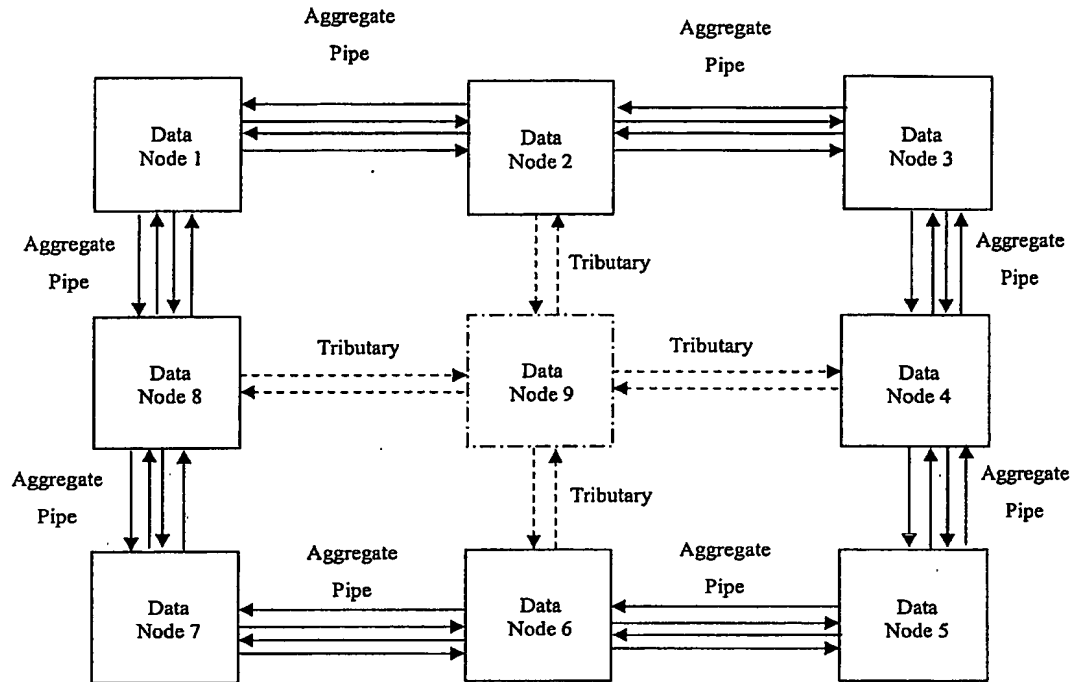 Aggregate
Pipe
Aggregate
Pipe
Data
Node 1
Data
Node 2
Data
Node 3
Aggregate
Pipe
Tributary
Aggregate
Pipe
Data
Node 8
Tributary
Data
Node 9
Tributary
Data
Node 4
Aggregate
Pipe
Tributary
Aggregate
Pipe
Data
Node 7
Aggregate
Pipe
Data
Node 6
Aggregate
Pipe
Data
Node 5